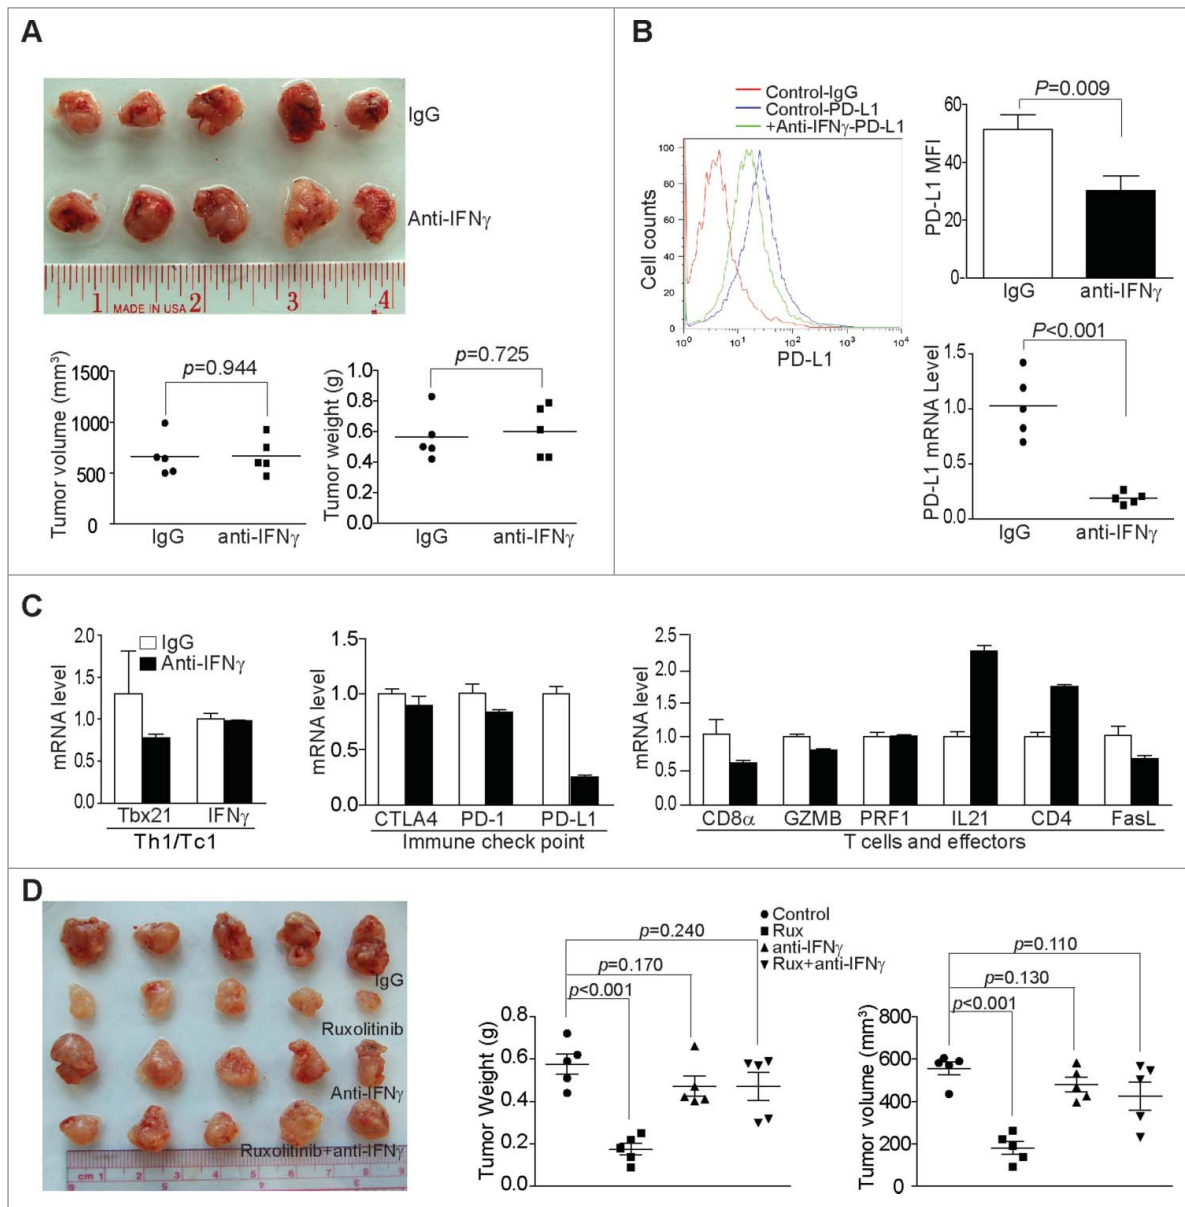 A
IgG
Anti-IFNγ
1 2 3 4
MADE IN USA
p=0.944
Tumor volume (mm³)
1500
1000
500
0
IgG anti-IFNγ
p=0.725
Tumor weight (g)
1.0
0.8
0.6
0.4
0.2
0.0
IgG anti-IFNγ
B
Control-IgG
Control-PD-L1
+Anti-IFNγ-PD-L1
Cell counts
100
80
60
40
20
0
10⁰ 10¹ 10² 10³ 10⁴
PD-L1
P=0.009
PD-L1 MFI
60
40
20
0
IgG anti-IFNγ
P<0.001
PD-L1 mRNA Level
1.5
1.0
0.5
0.0
IgG anti-IFNγ
C
IgG
Anti-IFNγ
mRNA level
2.0
1.5
1.0
0.5
0.0
Tbx21 IFNγ
Th1/Tc1
mRNA level
1.5
1.0
0.5
0.0
CTLA4 PD-1 PD-L1
Immune check point
mRNA level
2.5
2.0
1.5
1.0
0.5
0.0
CD8α GZMB PRF1 IL21 CD4 FasL
T cells and effectors
D
IgG
Ruxolitinib
Anti-IFNγ
Ruxolitinib+anti-IFNγ
cm 1 2 3 4 5 6 7 8
Control
Rux
anti-IFNγ
Rux+anti-IFNγ
p=0.240
p=0.170
p<0.001
Tumor Weight (g)
0.8
0.6
0.4
0.2
0.0
p=0.110
p=0.130
p<0.001
Tumor volume (mm³)
800
600
400
200
0